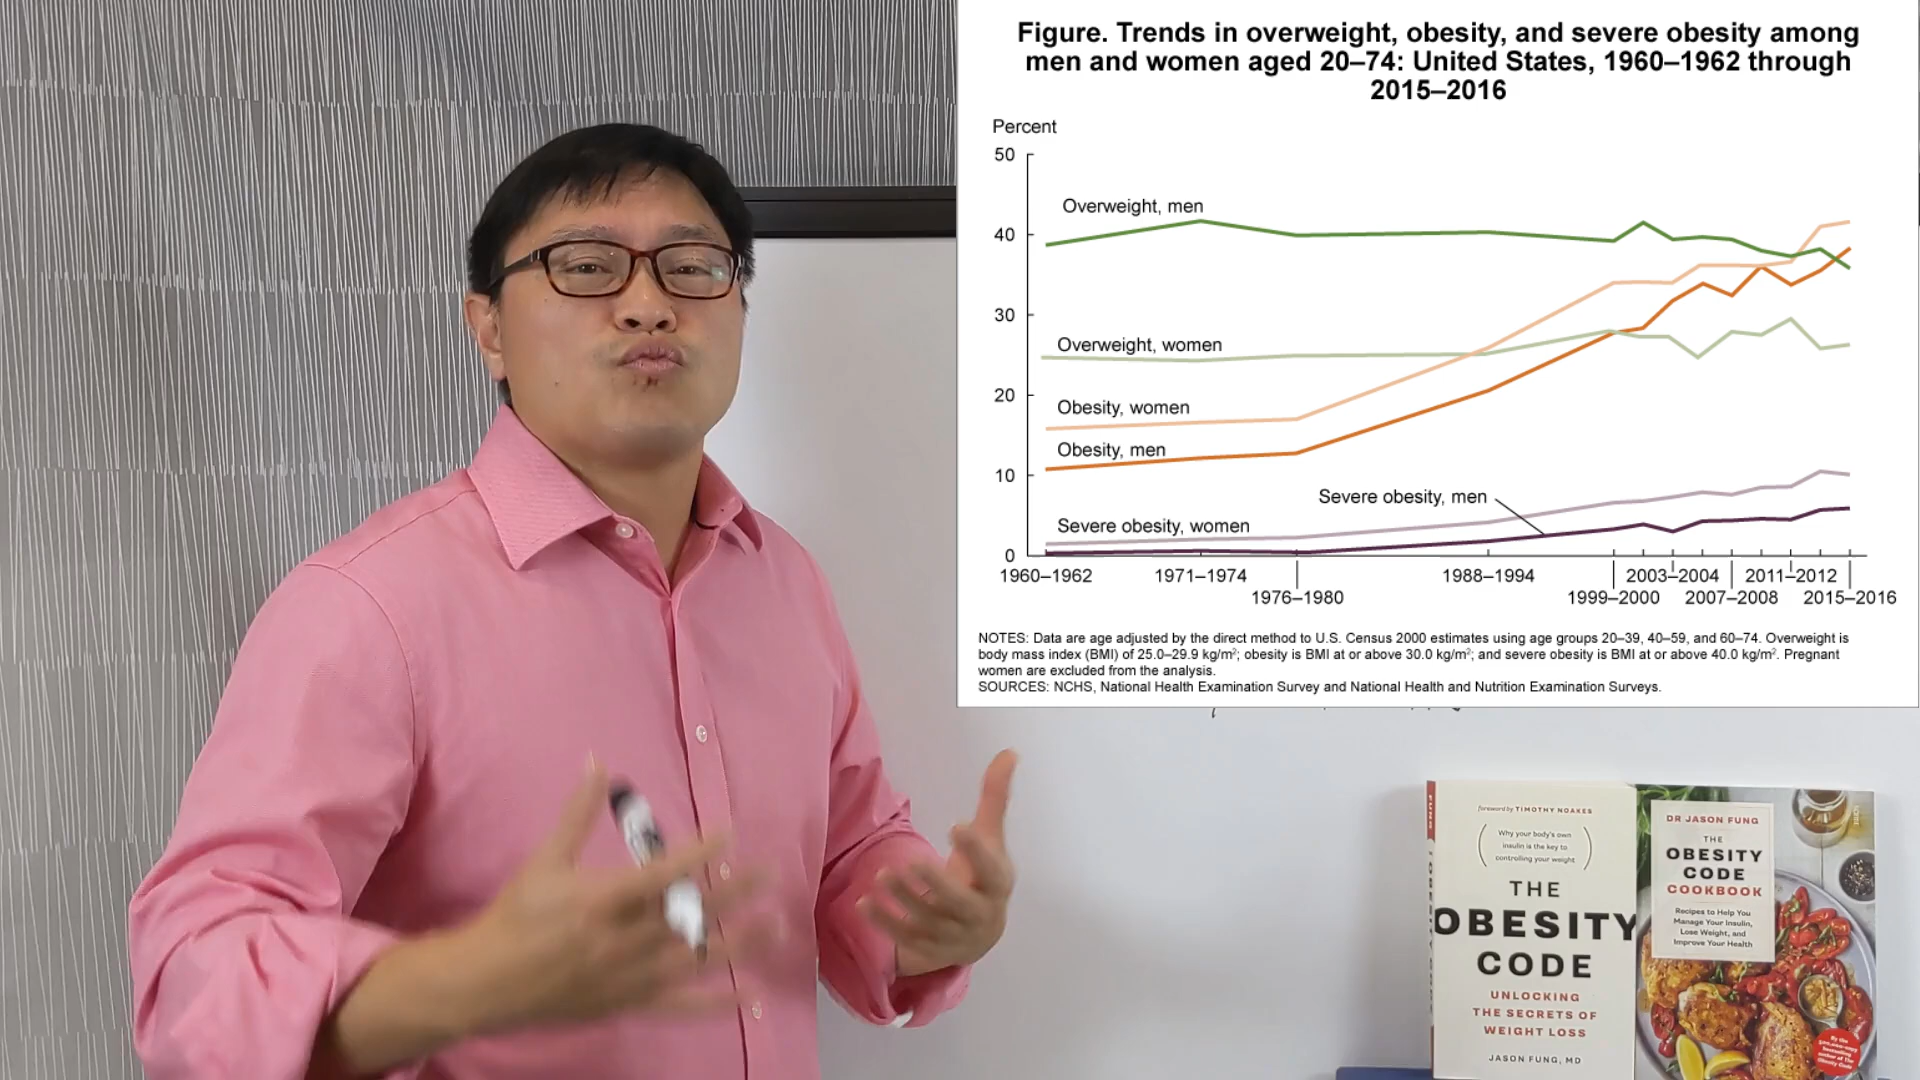 Figure. Trends in overweight, obesity, and severe obesity among
men and women aged 20–74: United States, 1960–1962 through
2015–2016
Percent
50
40
30
20
10
0
Overweight, men
Overweight, women
Obesity, women
Obesity, men
Severe obesity, men
Severe obesity, women
1960–1962
1971–1974
1976–1980
1988–1994
1999–2000
2003–2004
2007–2008
2011–2012
2015–2016
NOTES: Data are age adjusted by the direct method to U.S. Census 2000 estimates using age groups 20–39, 40–59, and 60–74. Overweight is
body mass index (BMI) of 25.0–29.9 kg/m²; obesity is BMI at or above 30.0 kg/m²; and severe obesity is BMI at or above 40.0 kg/m². Pregnant
women are excluded from the analysis.
SOURCES: NCHS, National Health Examination Survey and National Health and Nutrition Examination Surveys.
FUNG
foreword by TIMOTHY NOAKES
Why your body's own
insulin is the key to
controlling your weight
THE
OBESITY
CODE
UNLOCKING
THE SECRETS OF
WEIGHT LOSS
JASON FUNG, MD
DR JASON FUNG
THE
OBESITY
CODE
COOKBOOK
Recipes to Help You
Manage Your Insulin,
Lose Weight, and
Improve Your Health